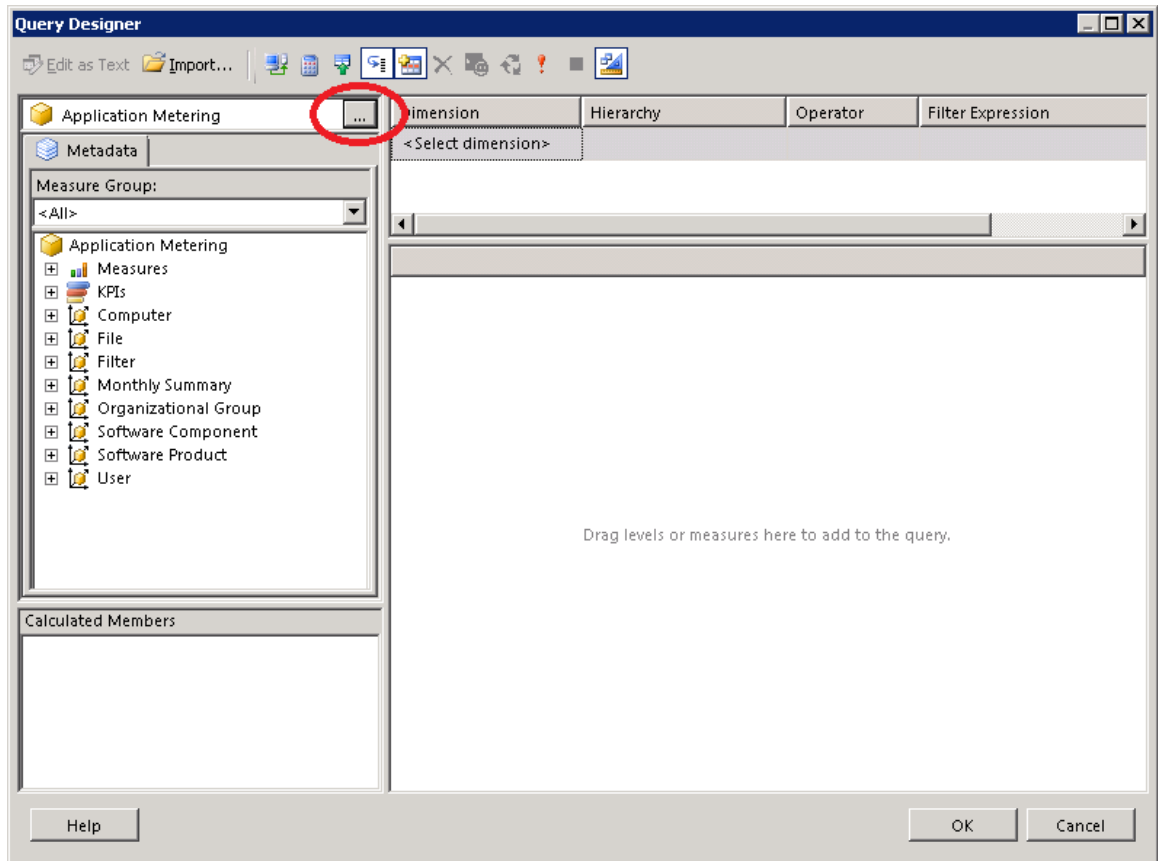 Query Designer
Edit as Text Import...
Application Metering ...
Dimension Hierarchy Operator Filter Expression
<Select dimension>
Metadata
Measure Group:
<All>
Application Metering
Measures
KPIs
Computer
File
Filter
Monthly Summary
Organizational Group
Software Component
Software Product
User
Drag levels or measures here to add to the query.
Calculated Members
Help OK Cancel